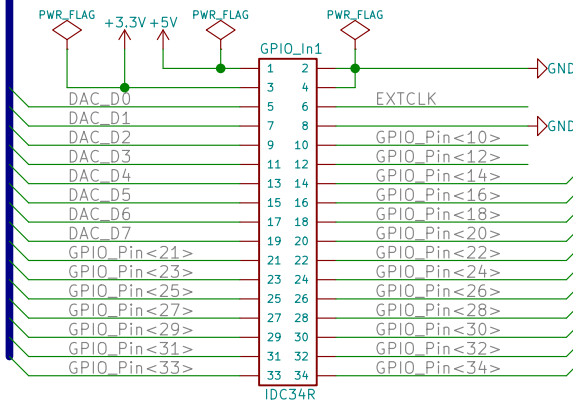 PWR_FLAG PWR_FLAG PWR_FLAG
+3.3V +5V
GPIO_In1
1 2 GND
3 4
DAC_D0 5 6 EXTCLK
DAC_D1 7 8 GND
DAC_D2 9 10 GPIO_Pin<10>
DAC_D3 11 12 GPIO_Pin<12>
DAC_D4 13 14 GPIO_Pin<14>
DAC_D5 15 16 GPIO_Pin<16>
DAC_D6 17 18 GPIO_Pin<18>
DAC_D7 19 20 GPIO_Pin<20>
GPIO_Pin<21> 21 22 GPIO_Pin<22>
GPIO_Pin<23> 23 24 GPIO_Pin<24>
GPIO_Pin<25> 25 26 GPIO_Pin<26>
GPIO_Pin<27> 27 28 GPIO_Pin<28>
GPIO_Pin<29> 29 30 GPIO_Pin<30>
GPIO_Pin<31> 31 32 GPIO_Pin<32>
GPIO_Pin<33> 33 34 GPIO_Pin<34>
IDC34R